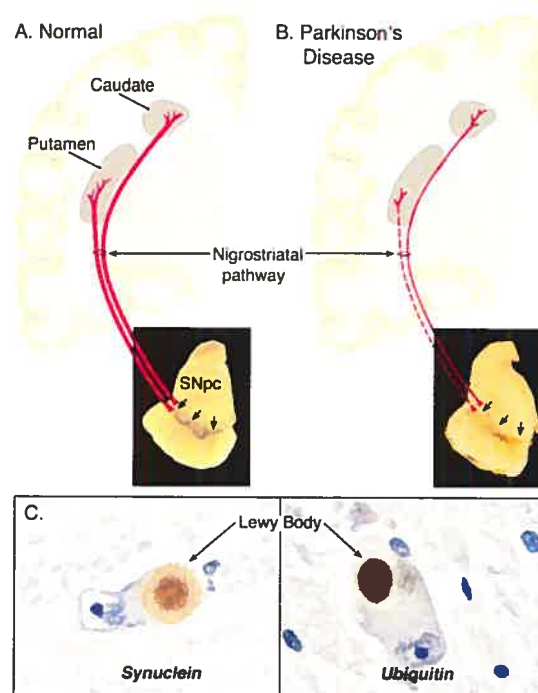 A. Normal
B. Parkinson's
Disease
Caudate
Putamen
Nigrostriatal
pathway
SNpc
C.
Lewy Body
Synuclein
Ubiquitin